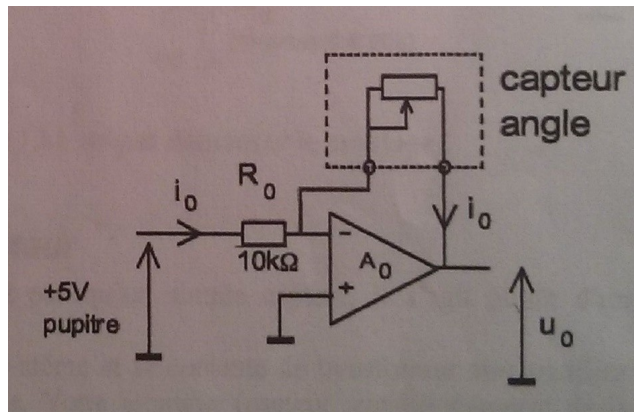 capteur
angle
R₀
i₀
i₀
10kΩ
-
A₀
+
+5V
pupitre
u₀